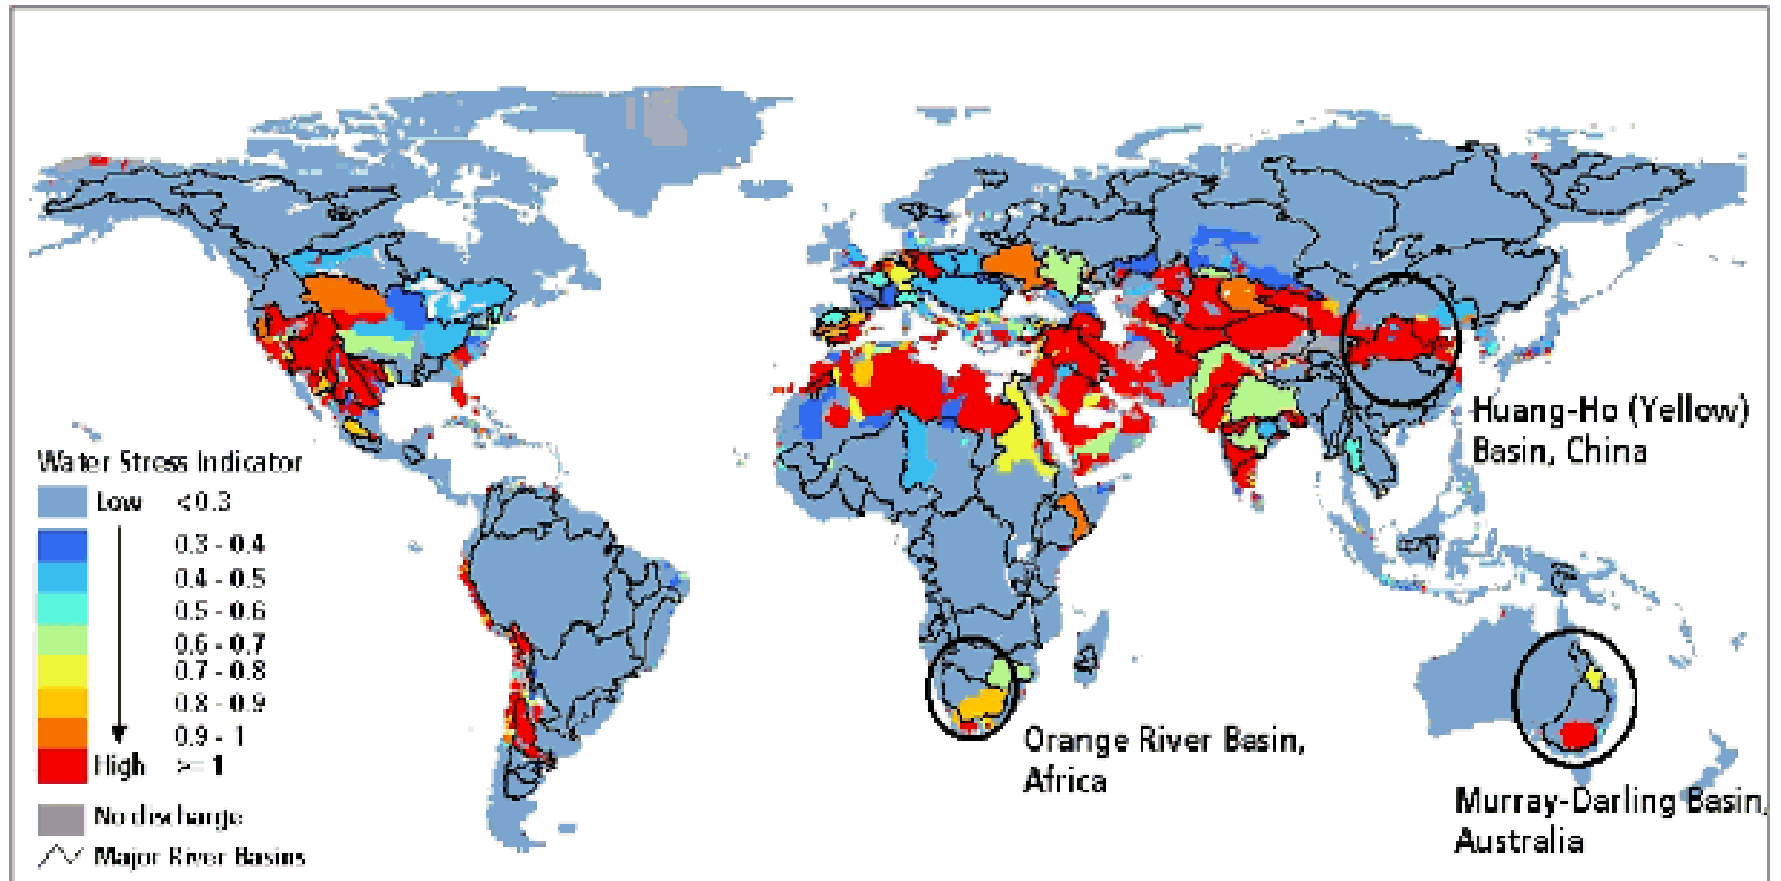 Huang-Ho (Yellow)
Basin, China
Water Stress Indicator
Low <0.3
0.3 - 0.4
0.4 - 0.5
0.5 - 0.6
0.6 - 0.7
0.7 - 0.8
0.8 - 0.9
0.9 - 1
High >= 1
No discharge
Major River Basins
Orange River Basin,
Africa
Murray-Darling Basin,
Australia